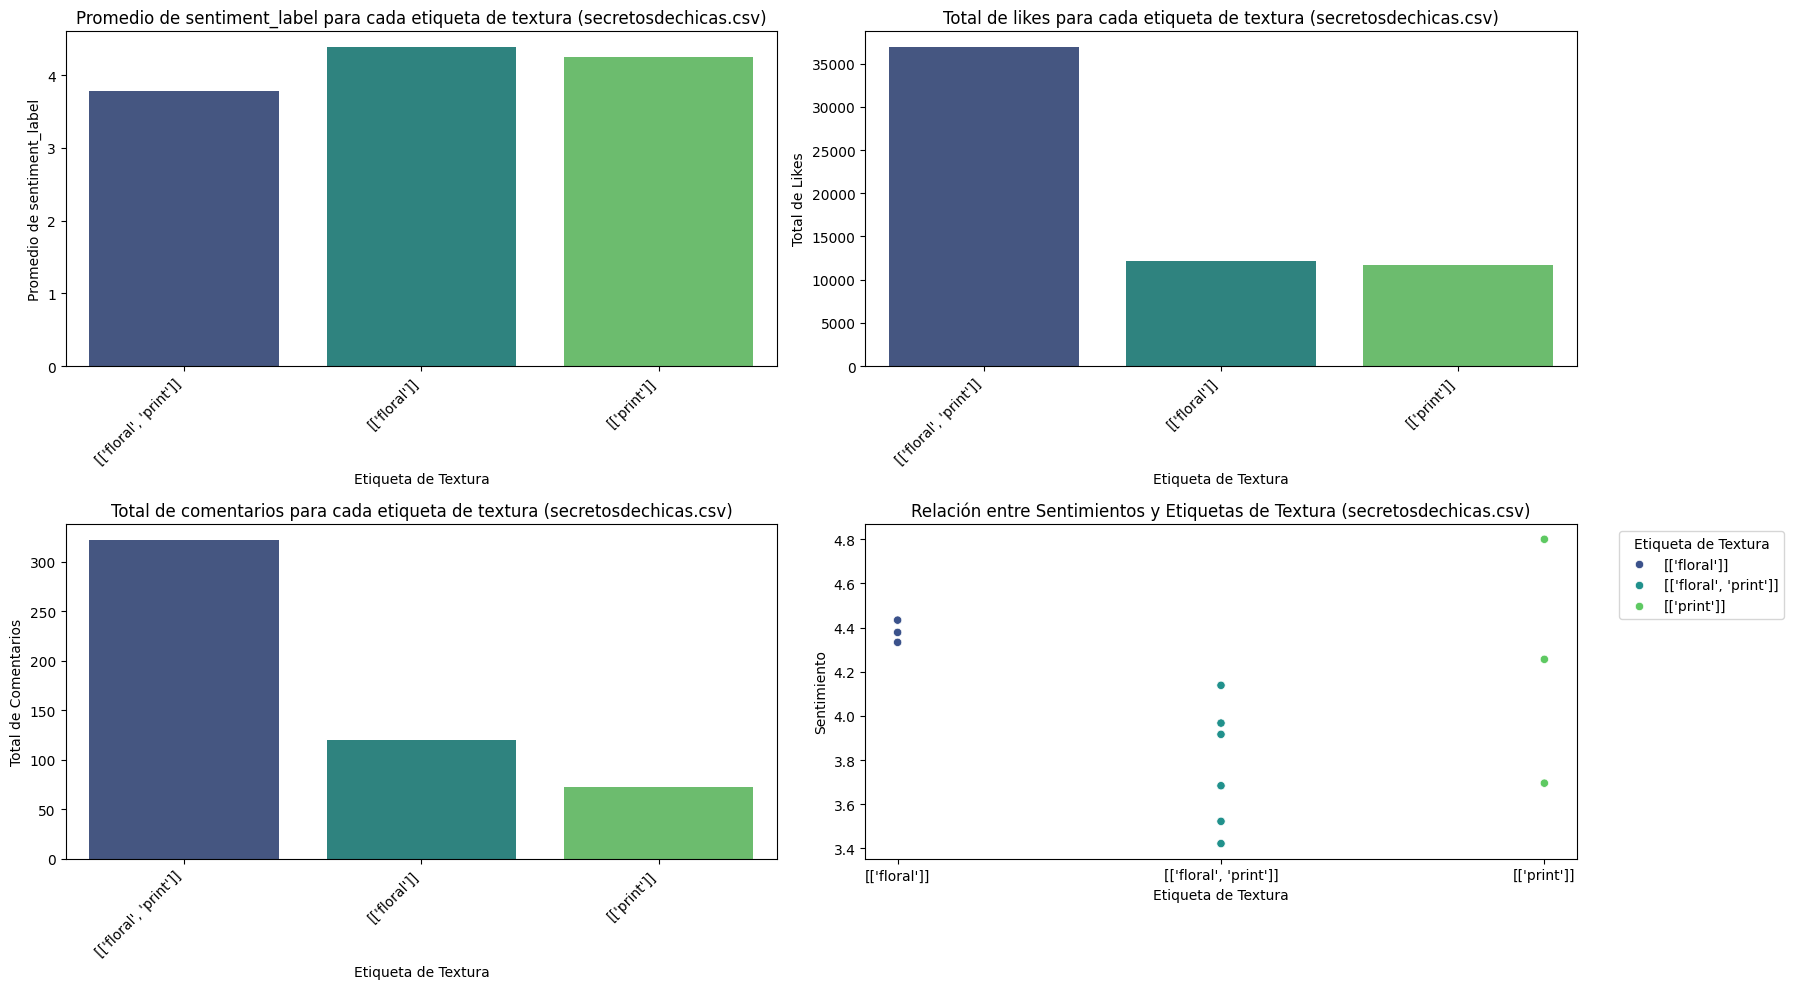 Promedio de sentiment_label para cada etiqueta de textura (secretosdechicas.csv)
Promedio de sentiment_label
4
3
2
1
0
[['floral', 'print']]
[['floral']]
[['print']]
Etiqueta de Textura
Total de likes para cada etiqueta de textura (secretosdechicas.csv)
Total de Likes
35000
30000
25000
20000
15000
10000
5000
0
[['floral', 'print']]
[['floral']]
[['print']]
Etiqueta de Textura
Total de comentarios para cada etiqueta de textura (secretosdechicas.csv)
Total de Comentarios
300
250
200
150
100
50
0
[['floral', 'print']]
[['floral']]
[['print']]
Etiqueta de Textura
Relación entre Sentimientos y Etiquetas de Textura (secretosdechicas.csv)
Sentimiento
4.8
4.6
4.4
4.2
4.0
3.8
3.6
3.4
[['floral']]
[['floral', 'print']]
[['print']]
Etiqueta de Textura
Etiqueta de Textura
[['floral']]
[['floral', 'print']]
[['print']]